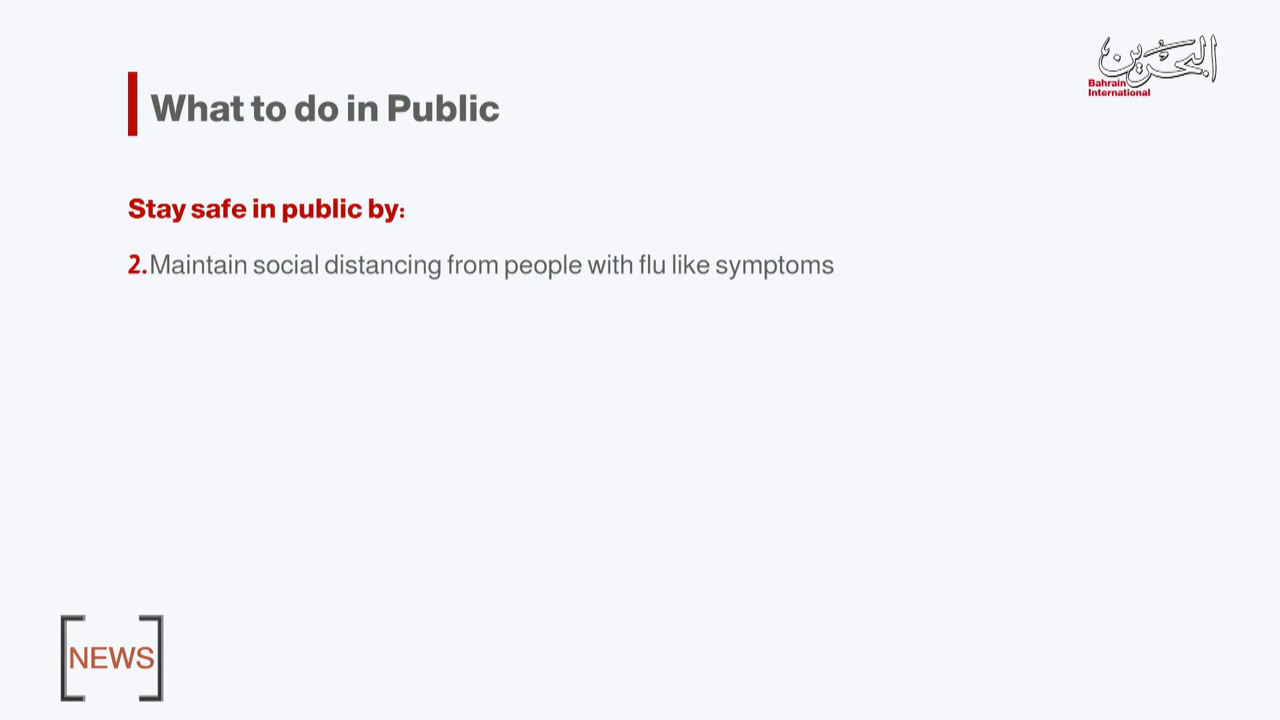 البحرين
Bahrain
International
What to do in Public
Stay safe in public by:
2.Maintain social distancing from people with flu like symptoms
NEWS